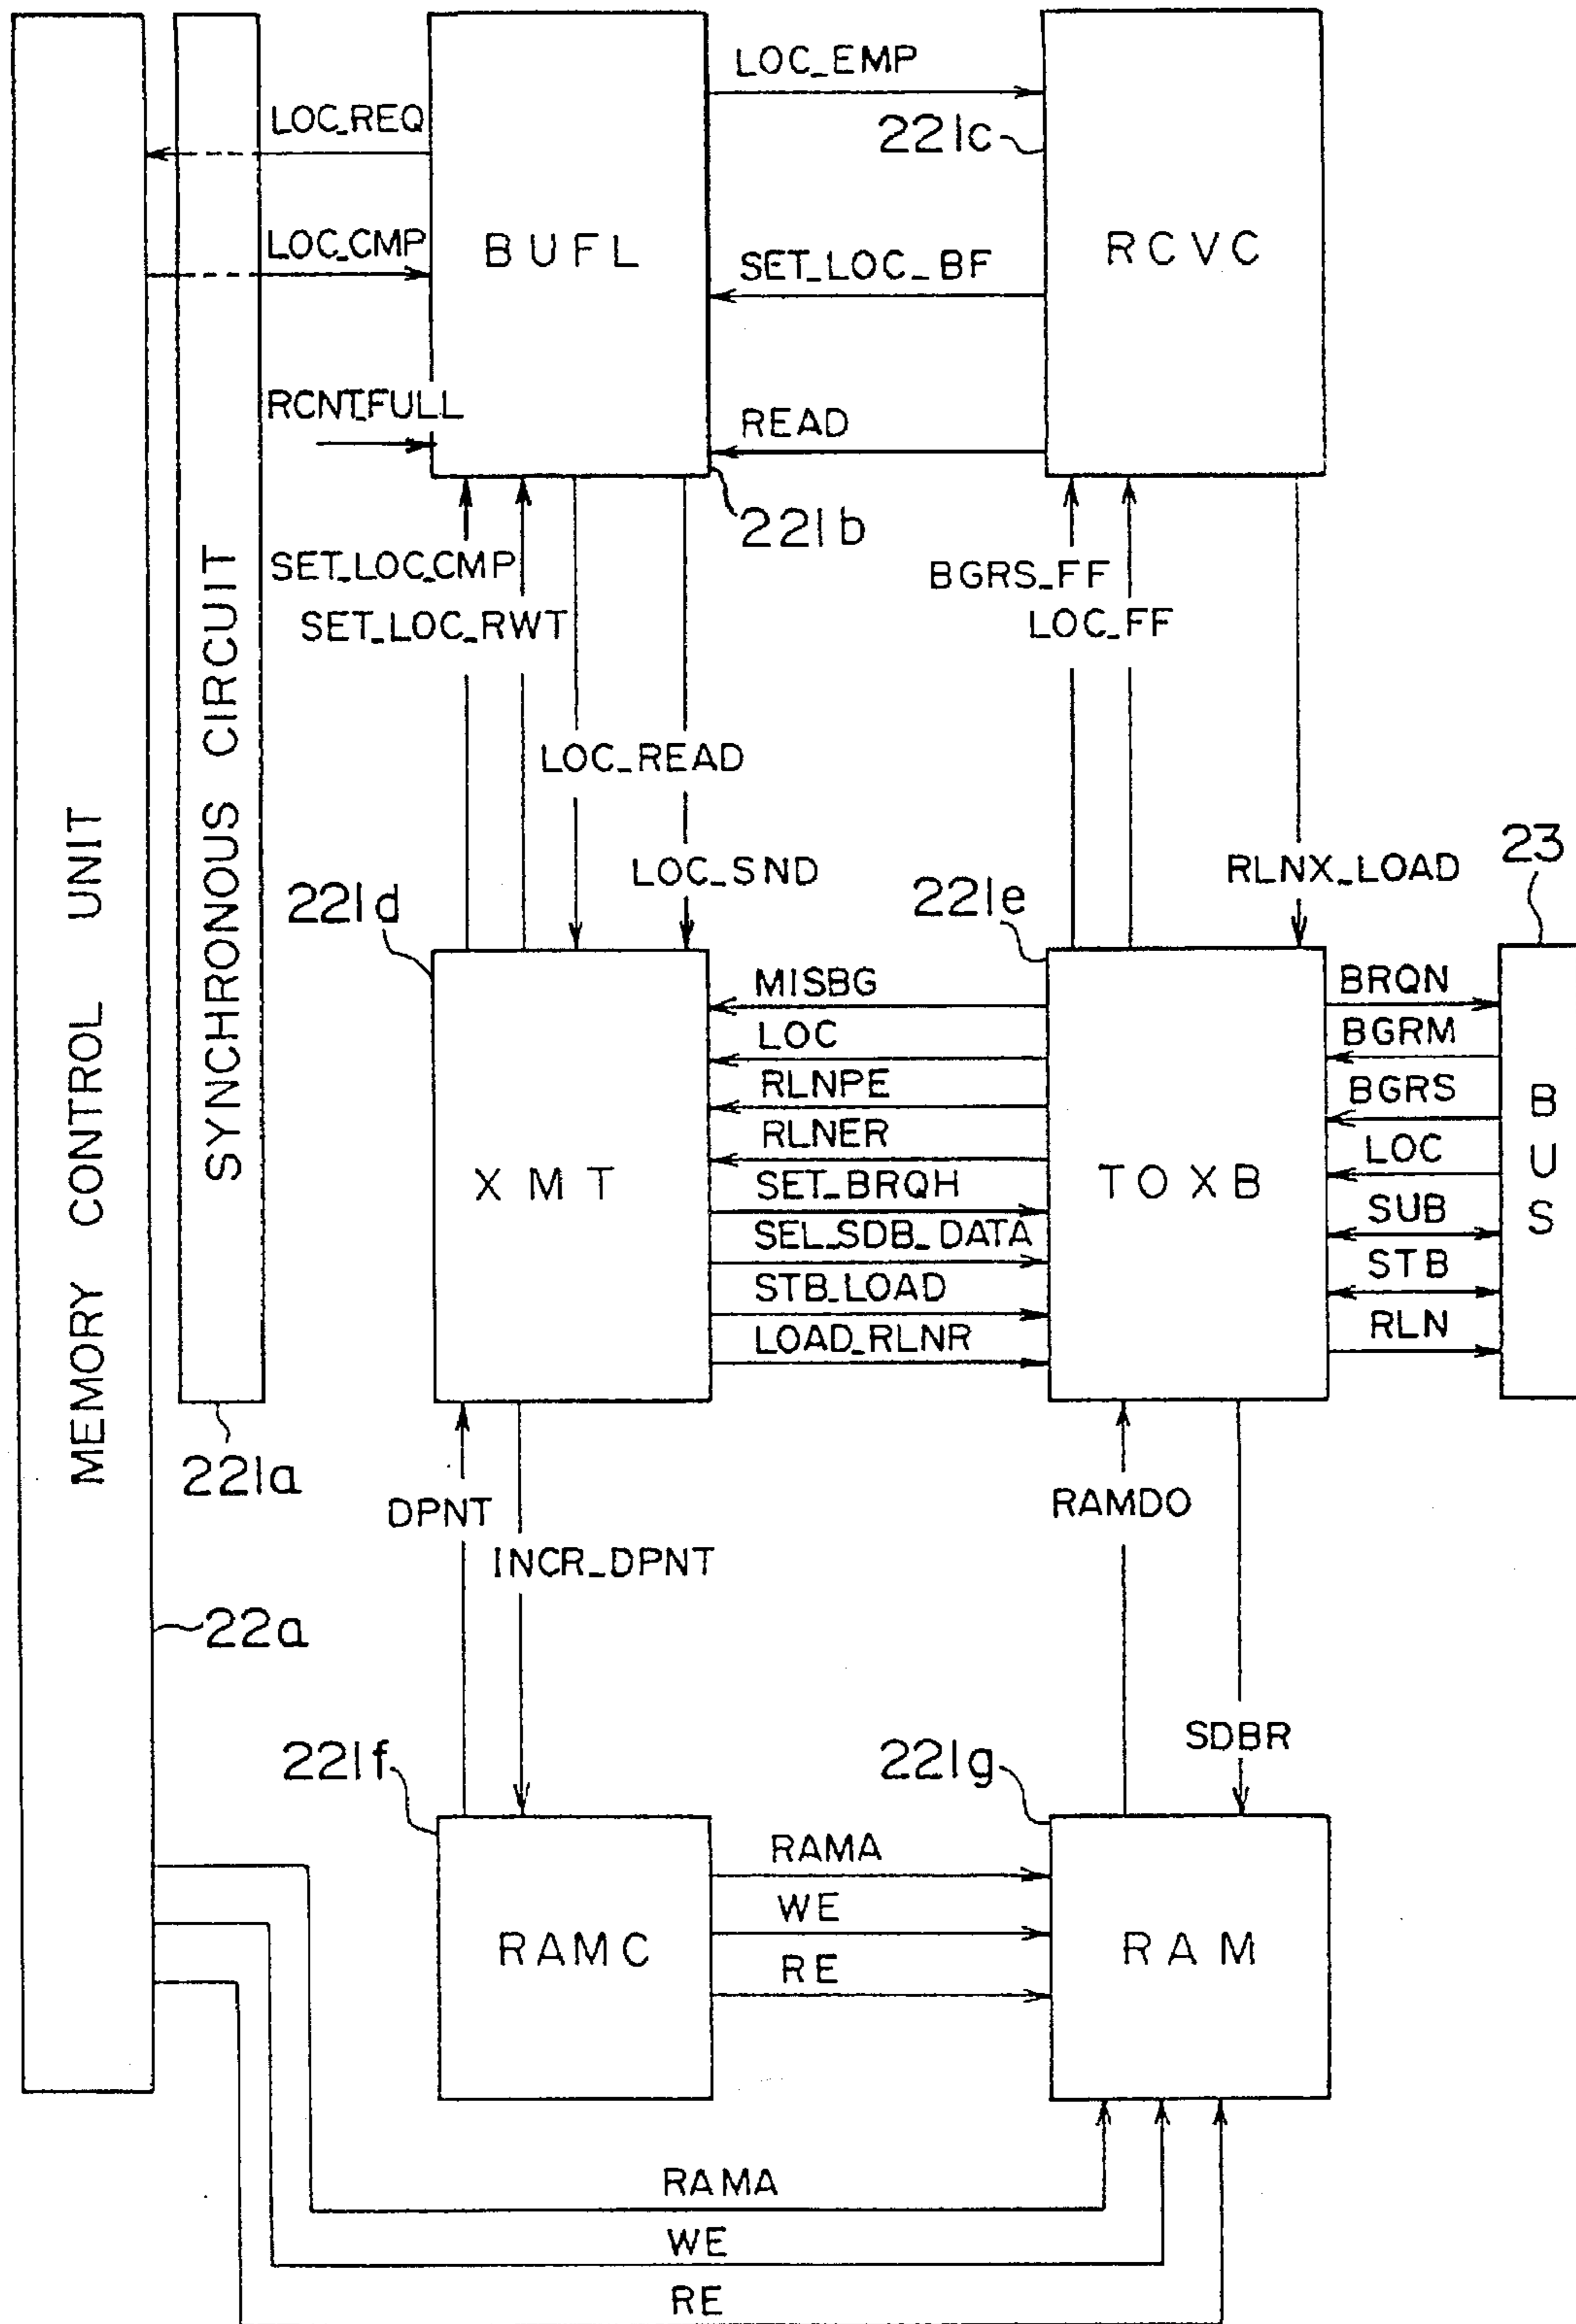 LOC_EMP
LOC_REQ
221c
LOC_CMP
BUFL
RCVC
SET_LOC_BF
RCNT_FULL
READ
221b
SET_LOC_CMP
BGRS_FF
SET_LOC_RWT
LOC_FF
LOC_READ
LOC_SND
RLNX_LOAD
23
221d
221e
MEMORY CONTROL UNIT
SYNCHRONOUS CIRCUIT
MISBG
BRQN
LOC
BGRM
RLNPE
BGRS
RLNER
LOC
XMT
TOXB
BUS
SET_BRQH
SUB
SEL_SDB_DATA
STB
STB_LOAD
RLN
LOAD_RLNR
221a
DPNT
RAMDO
INCR_DPNT
22a
SDBR
221f
221g
RAMA
WE
RAMC
RAM
RE
RAMA
WE
RE